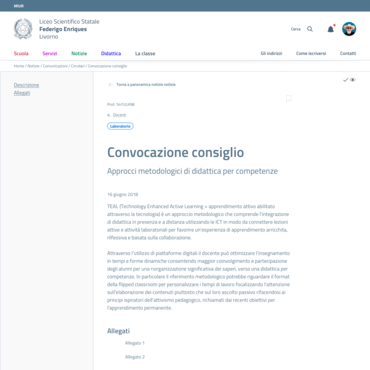 MIUR
Liceo Scientifico Statale
Federigo Enriques
Livorno
Cerca
Scuola Servizi Notizie Didattica La classe
Gli indirizzi Come iscriversi Contatti
Home / Notizie / Comunicazioni / Circolari / Convocazione consiglio
Descrizione
Allegati
Torna a panoramica notizie
A: Docenti
Laboratorio
Convocazione consiglio
Approcci metodologici di didattica per competenze
16 giugno 2018
TEAL (Technology Enhanced Active Learning = apprendimento attivo abilitato
attraverso la tecnologia) è un approccio metodologico che comprende l'integrazione
di didattica in presenza e a distanza utilizzando le ICT in modo da connettere lezioni
attive e attività laboratoriali per favorire un'esperienza di apprendimento arricchita,
riflessiva e basata sulla collaborazione.
Attraverso l'utilizzo di piattaforme digitali il docente può ottimizzare l'insegnamento
in tempi e forme dinamiche consentendo maggior coinvolgimento e partecipazione
degli alunni per una riorganizzazione significativa dei saperi, verso una didattica per
competenze. In particolare il riferimento metodologico potrebbe riguardare il format
della flipped classroom per personalizzare i tempi di lavoro focalizzando l'attenzione
sull'elaborazione dei contenuti piuttosto che sul loro ascolto passivo rifacendosi ai
principi ispiratori dell'attivismo pedagogico, richiamati dai recenti obiettivi per
l'apprendimento permanente.
Allegati
Allegato 1
Allegato 2